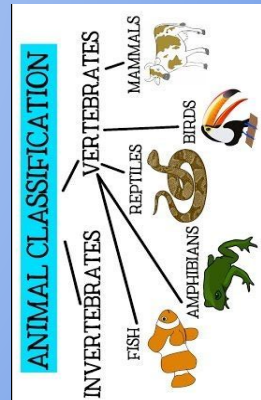 ANIMAL CLASSIFICATION
INVERTEBRATES
VERTEBRATES
FISH
AMPHIBIANS
REPTILES
BIRDS
MAMMALS